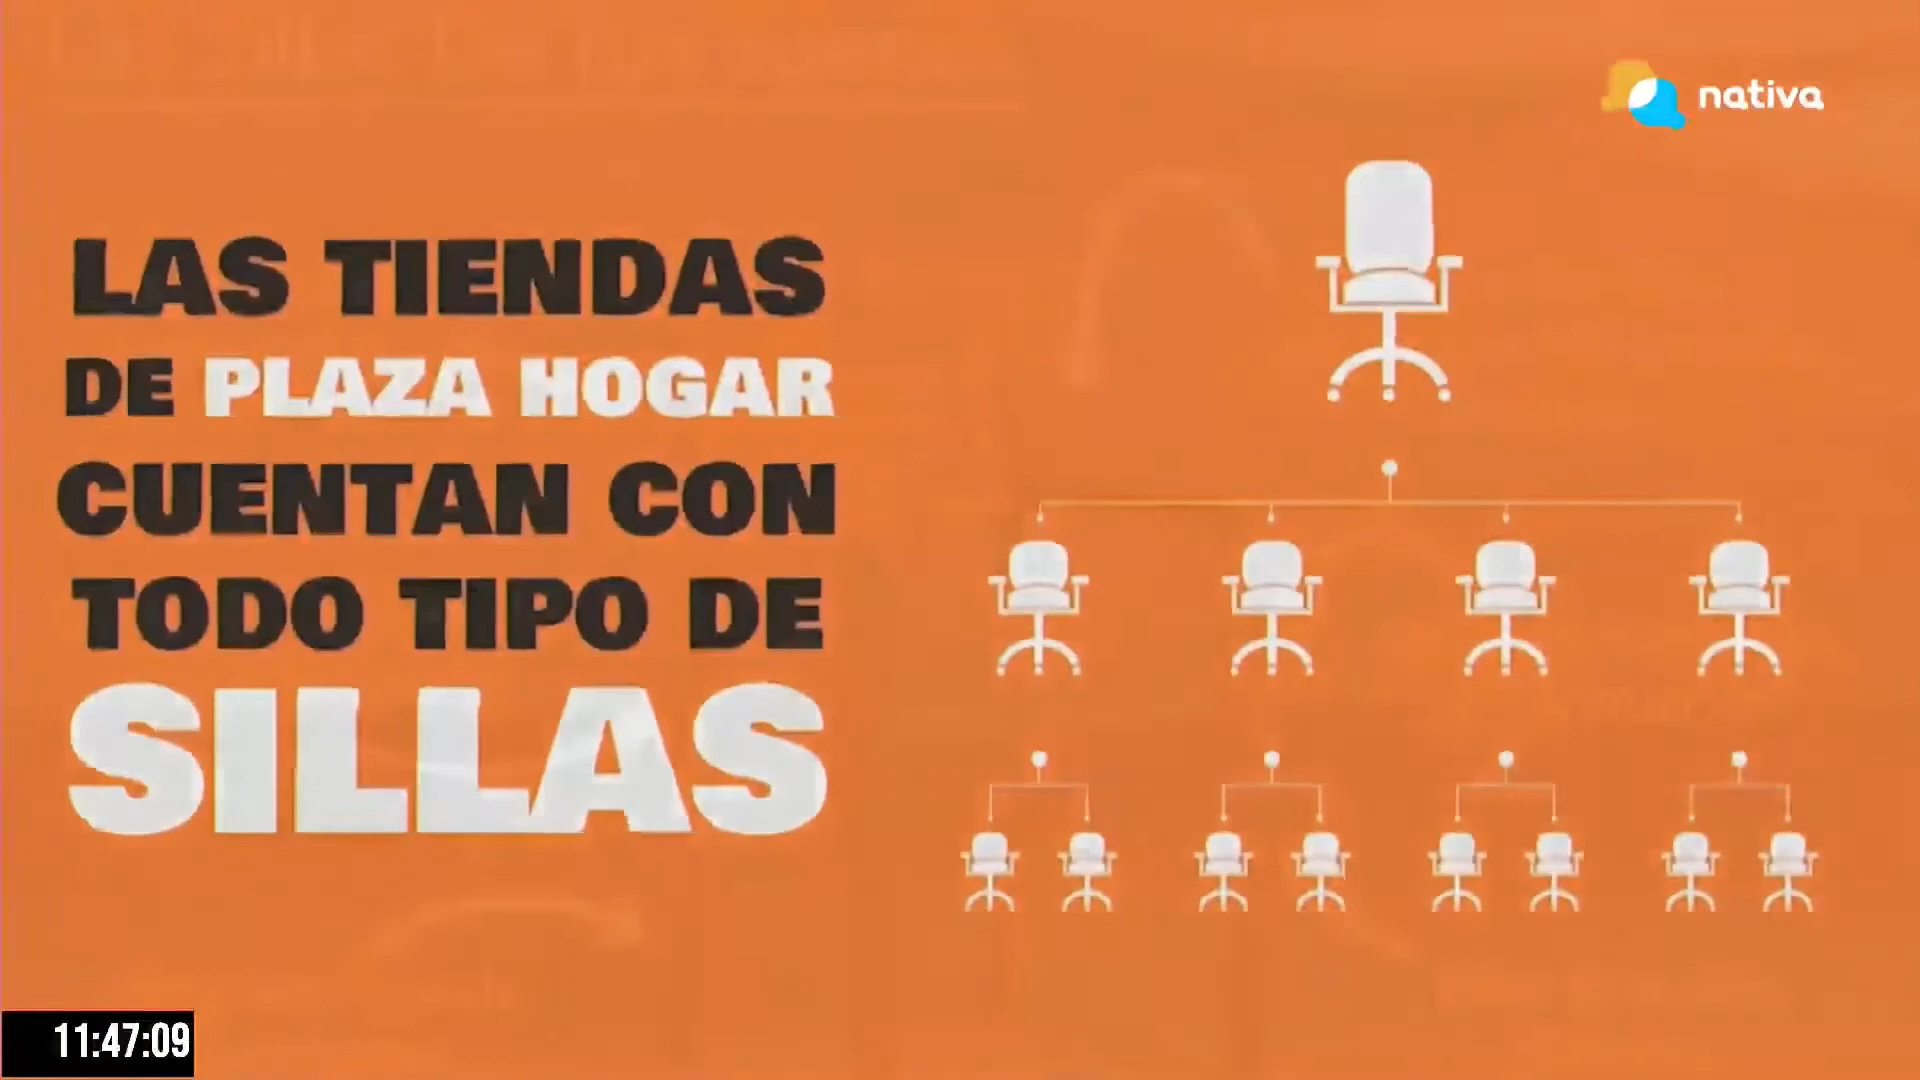 nativa
LAS TIENDAS
DE PLAZA HOGAR
CUENTAN CON
TODO TIPO DE
SILLAS
11:47:09